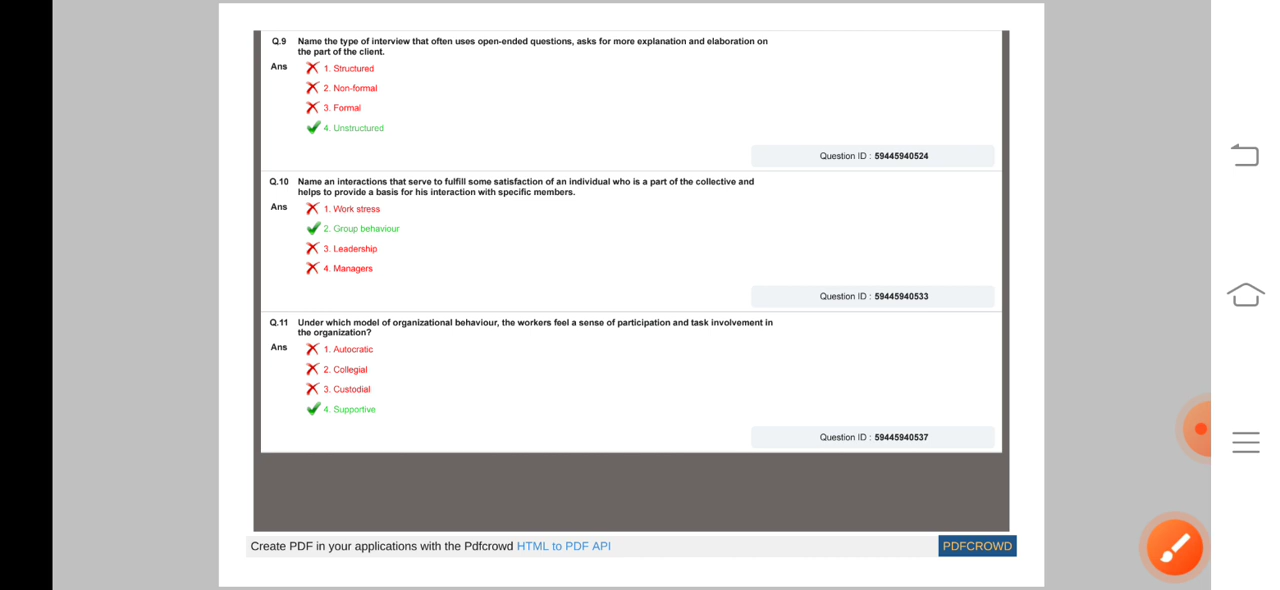 Q.9 Name the type of interview that often uses open-ended questions, asks for more explanation and elaboration on
the part of the client.
Ans 1. Structured
2. Non-formal
3. Formal
4. Unstructured
Question ID : 59445940524
Q.10 Name an interactions that serve to fulfill some satisfaction of an individual who is a part of the collective and
helps to provide a basis for his interaction with specific members.
Ans 1. Work stress
2. Group behaviour
3. Leadership
4. Managers
Question ID : 59445940533
Q.11 Under which model of organizational behaviour, the workers feel a sense of participation and task involvement in
the organization?
Ans 1. Autocratic
2. Collegial
3. Custodial
4. Supportive
Question ID : 59445940537
Create PDF in your applications with the Pdfcrowd HTML to PDF API PDFCROWD